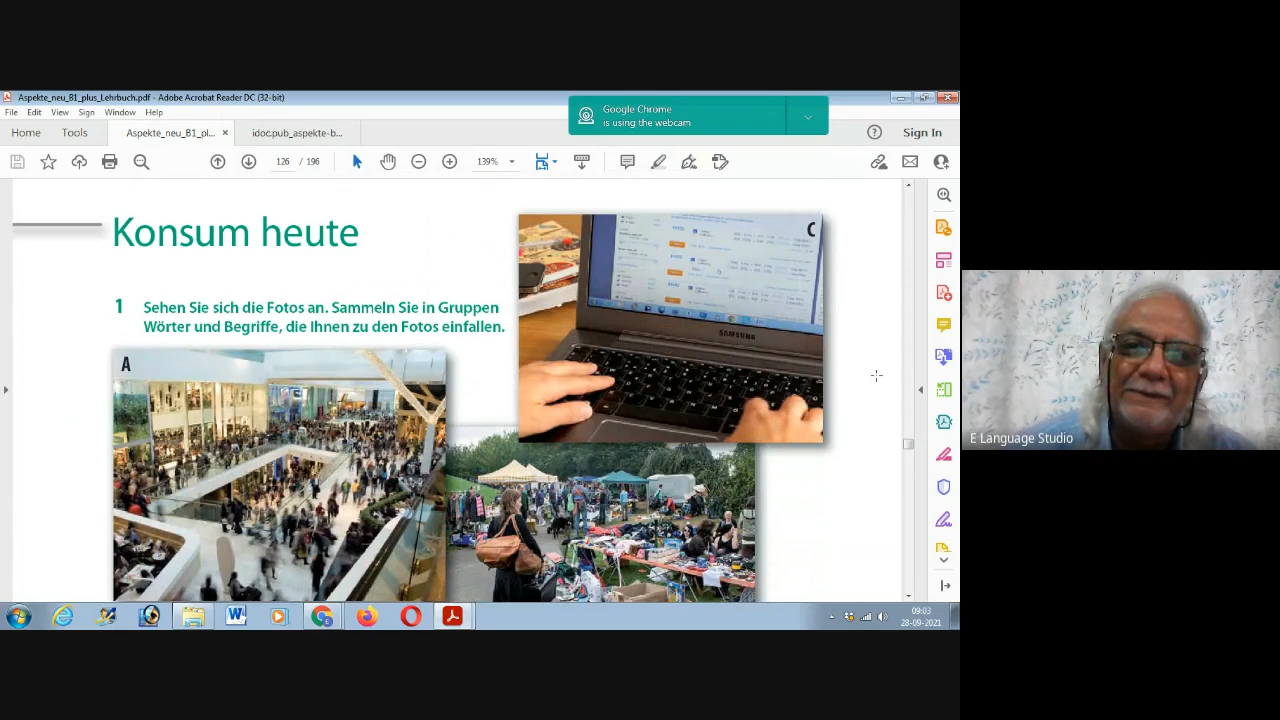 Aspekte_neu_B1_plus_Lehrbuch.pdf - Adobe Acrobat Reader DC (32-bit)
File Edit View Sign Window Help
Google Chrome
is using the webcam
Home Tools Aspekte_neu_B1_pl... × idoc.pub_aspekte-b... Sign In
126 / 196 139%
Konsum heute
C
1 Sehen Sie sich die Fotos an. Sammeln Sie in Gruppen
Wörter und Begriffe, die Ihnen zu den Fotos einfallen.
SAMSUNG
A
E Language Studio
09:03
28-09-2021